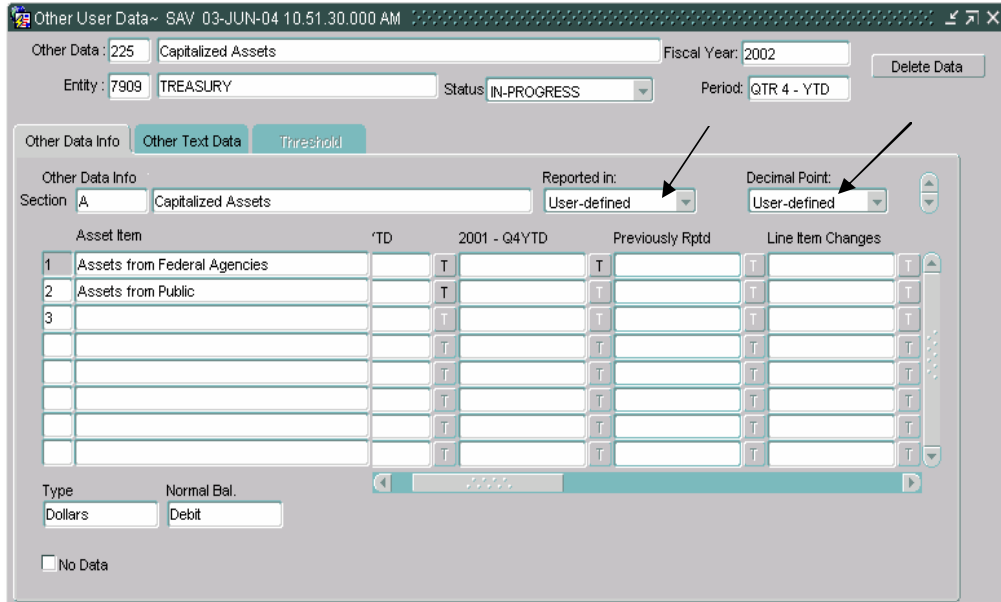 Other User Data~ SAV 03-JUN-04 10.51.30.000 AM
Other Data : 225 Capitalized Assets Fiscal Year: 2002 Delete Data
Entity : 7909 TREASURY Status IN-PROGRESS Period: QTR 4 - YTD
Other Data Info Other Text Data Threshold
Other Data Info Reported in: Decimal Point:
Section A Capitalized Assets User-defined User-defined
Asset Item 'TD 2001 - Q4YTD Previously Rptd Line Item Changes
1 Assets from Federal Agencies T T T T
2 Assets from Public T T T T
3 T T T T
T T T T
T T T T
T T T T
T T T T
T T T T
Type Normal Bal.
Dollars Debit
No Data